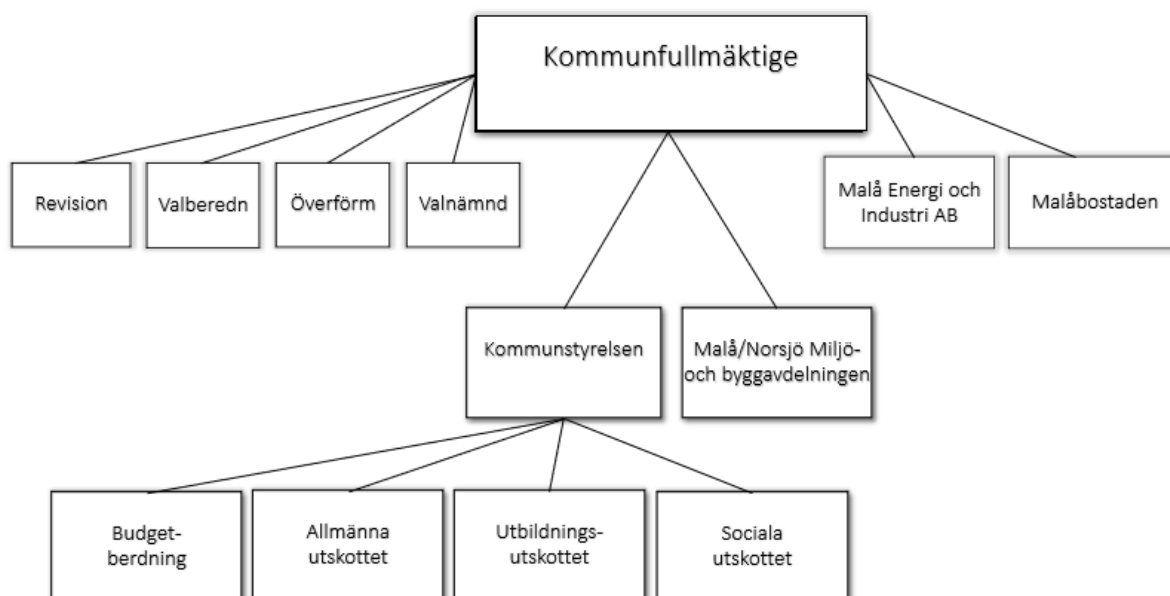 Kommunfullmäktige
Revision
Valberedn
Överförm
Valnämnd
Malå Energi och
Industri AB
Malåbostaden
Kommunstyrelsen
Malå/Norsjö Miljö-
och byggavdelningen
Budget-
berdning
Allmänna
utskottet
Utbildnings-
utskottet
Sociala
utskottet